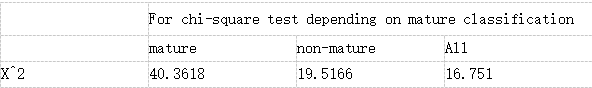 For chi-square test depending on mature classification
mature non-mature All
X^2 40.3618 19.5166 16.751